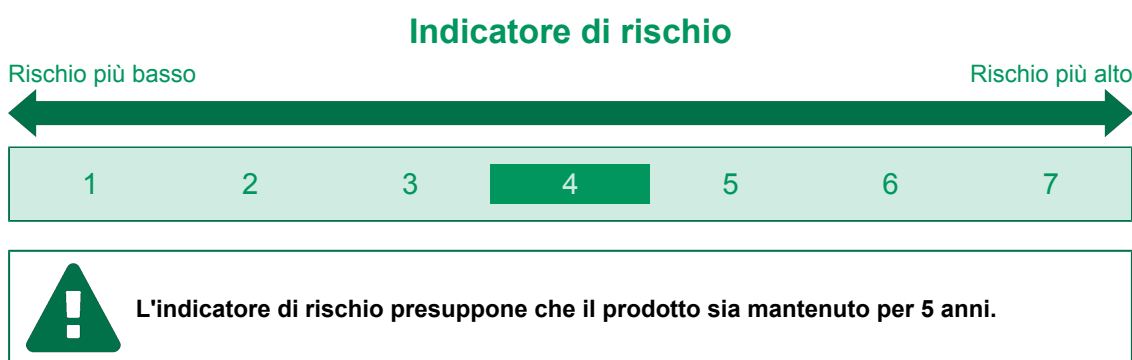 Indicatore di rischio
Rischio più basso Rischio più alto
1 2 3 4 5 6 7
L'indicatore di rischio presuppone che il prodotto sia mantenuto per 5 anni.